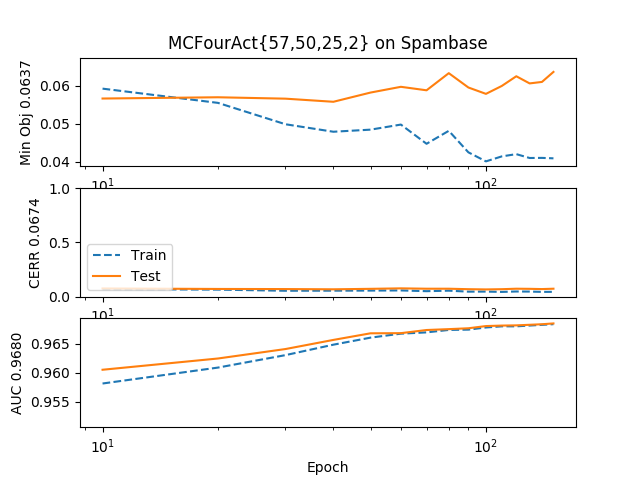 MCFourAct{57,50,25,2} on Spambase
Min Obj 0.0637
0.06
0.05
0.04
10¹
10²
CERR 0.0674
1.0
0.5
0.0
Train
Test
10¹
10²
AUC 0.9680
0.965
0.960
0.955
10¹
10²
Epoch